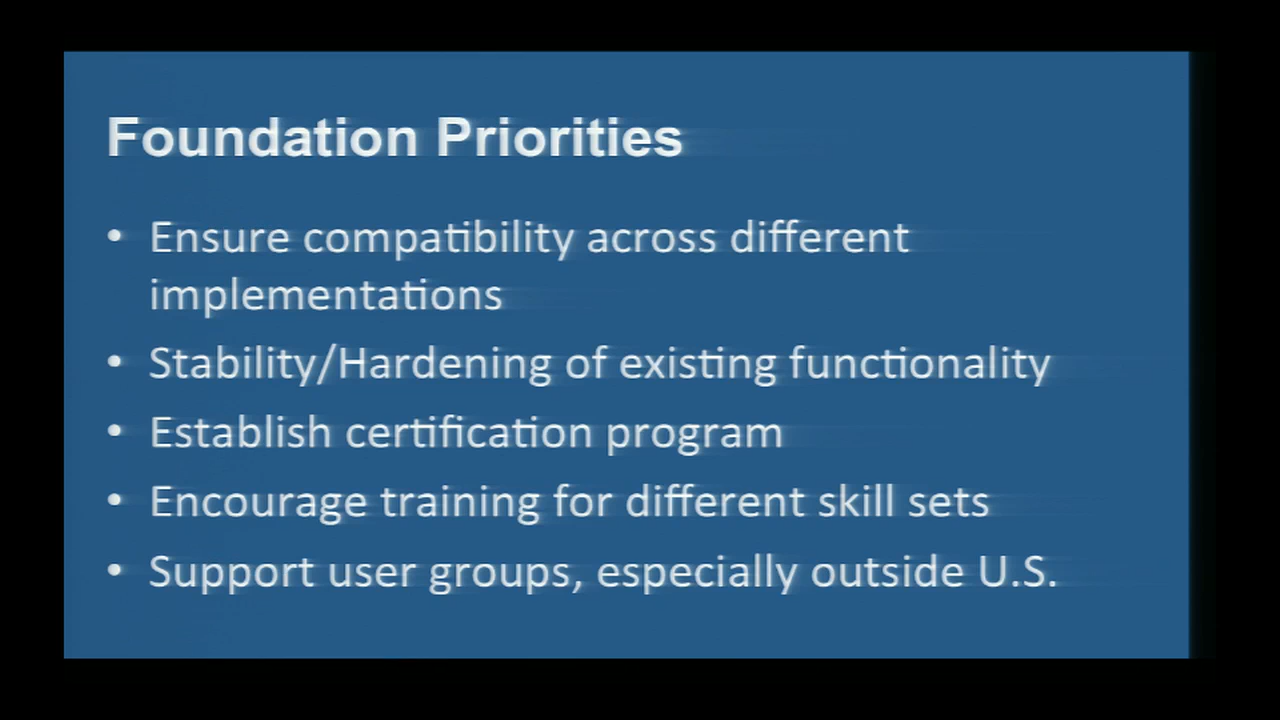 Foundation Priorities
• Ensure compatibility across different
implementations
• Stability/Hardening of existing functionality
• Establish certification program
• Encourage training for different skill sets
• Support user groups, especially outside U.S.